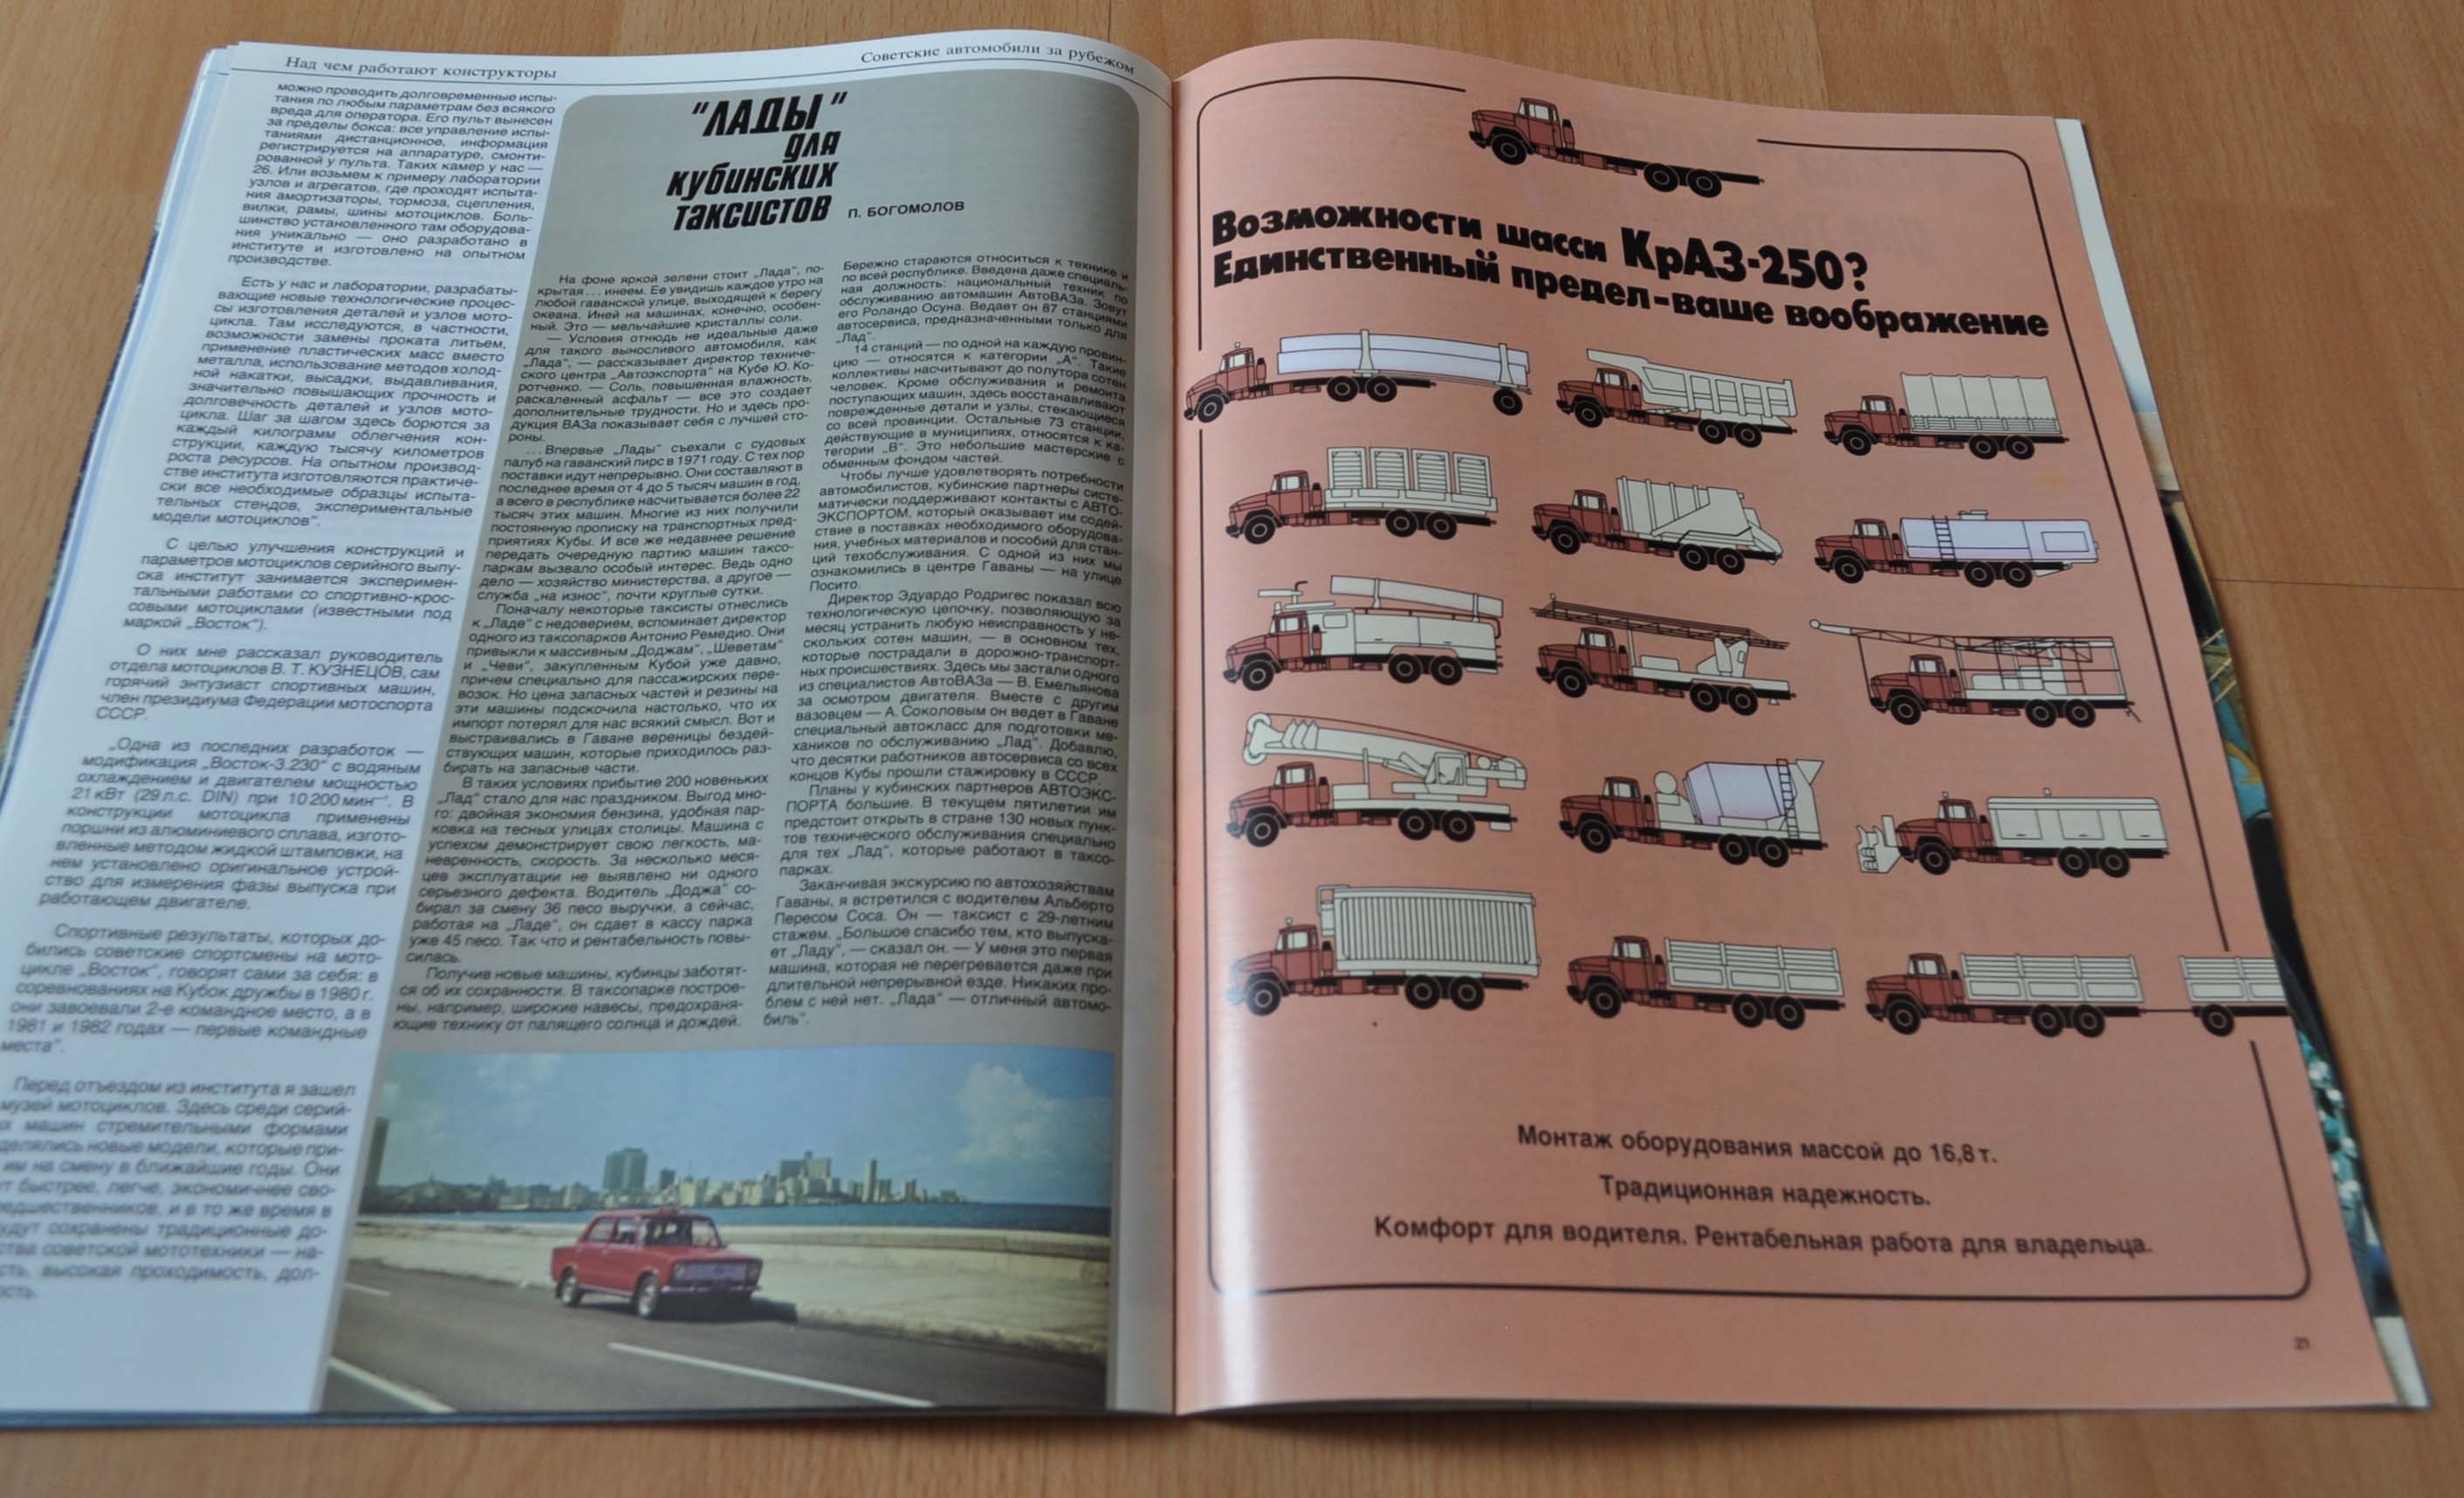 Над чем работают конструкторы
можно проводить долговременные испы-
тания по любым параметрам без всякого
вреда для оператора. Его пульт вынесен
за пределы бокса: все управление испы-
таниями дистанционное, информация
регистрируется на аппаратуре, смонти-
рованной у пульта. Таких камер у нас —
26. Или возьмем к примеру лаборатории
узлов и агрегатов, где проходят испыта-
ния амортизаторы, тормоза, сцепления,
вилки, рамы, шины мотоциклов. Боль-
шинство установленного там оборудова-
ния уникально — оно разработано в
институте и изготовлено на опытном
производстве.
Есть у нас и лаборатории, разрабаты-
вающие новые технологические процес-
сы изготовления деталей и узлов мото-
цикла. Там исследуются, в частности,
возможности замены проката литьем,
применение пластических масс вместо
металла, использование методов холод-
ной накатки, высадки, выдавливания,
значительно повышающих прочность и
долговечность деталей и узлов мото-
цикла. Шаг за шагом здесь борются за
каждый килограмм облегчения кон-
струкции, каждую тысячу километров
роста ресурсов. На опытном производ-
стве института изготовляются практиче-
ски все необходимые образцы испыта-
тельных стендов, экспериментальные
модели мотоциклов“.
С целью улучшения конструкций и
параметров мотоциклов серийного выпу-
ска институт занимается эксперимен-
тальными работами со спортивно-крос-
совыми мотоциклами (известными под
маркой „Восток“).
О них мне рассказал руководитель
отдела мотоциклов В. Т. КУЗНЕЦОВ, сам
горячий энтузиаст спортивных машин,
член президиума Федерации мотоспорта
СССР.
„Одна из последних разработок —
модификация „Восток-3.230“ с водяным
охлаждением и двигателем мощностью
21 кВт (29 л.с. DIN) при 10 200 мин⁻¹. В
конструкции мотоцикла применены
поршни из алюминиевого сплава, изгото-
вленные методом жидкой штамповки, на
нем установлено оригинальное устрой-
ство для измерения фазы выпуска при
работающем двигателе.
Спортивные результаты, которых до-
бились советские спортсмены на мото-
цикле „Восток“, говорят сами за себя: в
соревнованиях на Кубок дружбы в 1980 г.
они завоевали 2-е командное место, а в
1981 и 1982 годах — первые командные
места“.
Перед отъездом из института я зашел
музей мотоциклов. Здесь среди серий-
х машин стремительными формами
делялись новые модели, которые при-
им на смену в ближайшие годы. Они
т быстрее, легче, экономичнее сво-
едшественников, и в то же время в
удут сохранены традиционные до-
ства советской мототехники — на-
сть, высокая проходимость, дол-
ость.
Советские автомобили за рубежом
“ЛАДЫ”
для
кубинских
таксистов
П. БОГОМОЛОВ
На фоне яркой зелени стоит „Лада“, по-
крытая . . . инеем. Ее увидишь каждое утро на
любой гаванской улице, выходящей к берегу
океана. Иней на машинах, конечно, особен-
ный. Это — мельчайшие кристаллы соли.
— Условия отнюдь не идеальные даже
для такого выносливого автомобиля, как
„Лада“, — рассказывает директор техниче-
ского центра „Автоэкспорта“ на Кубе Ю. Ко-
ротченко. — Соль, повышенная влажность,
раскаленный асфальт — все это создает
дополнительные трудности. Но и здесь про-
дукция ВАЗа показывает себя с лучшей сто-
роны.
. . . Впервые „Лады“ съехали с судовых
палуб на гаванский пирс в 1971 году. С тех пор
поставки идут непрерывно. Они составляют в
последнее время от 4 до 5 тысяч машин в год,
а всего в республике насчитывается более 22
тысяч этих машин. Многие из них получили
постоянную прописку на транспортных пред-
приятиях Кубы. И все же недавнее решение
передать очередную партию машин таксо-
паркам вызвало особый интерес. Ведь одно
дело — хозяйство министерства, а другое —
служба „на износ“, почти круглые сутки.
Поначалу некоторые таксисты отнеслись
к „Ладе“ с недоверием, вспоминает директор
одного из таксопарков Антонио Ремедио. Они
привыкли к массивным „Доджам“, „Шеветам“
и „Чеви“, закупленным Кубой уже давно,
причем специально для пассажирских пере-
возок. Но цена запасных частей и резины на
эти машины подскочила настолько, что их
импорт потерял для нас всякий смысл. Вот и
выстраивались в Гаване вереницы бездей-
ствующих машин, которые приходилось раз-
бирать на запасные части.
В таких условиях прибытие 200 новеньких
„Лад“ стало для нас праздником. Выгод мно-
го: двойная экономия бензина, удобная пар-
ковка на тесных улицах столицы. Машина с
успехом демонстрирует свою легкость, ма-
невренность, скорость. За несколько меся-
цев эксплуатации не выявлено ни одного
серьезного дефекта. Водитель „Доджа“ со-
бирал за смену 36 песо выручки, а сейчас,
работая на „Ладе“, он сдает в кассу парка
уже 45 песо. Так что и рентабельность повы-
силась.
Получив новые машины, кубинцы заботят-
ся об их сохранности. В таксопарке построе-
ны, например, широкие навесы, предохраня-
ющие технику от палящего солнца и дождей.
Бережно стараются относиться к технике и
по всей республике. Введена даже специаль-
ная должность: национальный техник по
обслуживанию автомашин АвтоВАЗа. Зовут
его Роландо Осуна. Ведает он 87 станциями
автосервиса, предназначенными только для
„Лад“.
14 станций — по одной на каждую провин-
цию — относятся к категории „А“. Такие
коллективы насчитывают до полутора сотен
человек. Кроме обслуживания и ремонта
поступающих машин, здесь восстанавливают
поврежденные детали и узлы, стекающиеся
со всей провинции. Остальные 73 станции,
действующие в муниципиях, относятся к ка-
тегории „В“. Это небольшие мастерские с
обменным фондом частей.
Чтобы лучше удовлетворять потребности
автомобилистов, кубинские партнеры систе-
матически поддерживают контакты с АВТО-
ЭКСПОРТОМ, который оказывает им содей-
ствие в поставках необходимого оборудова-
ния, учебных материалов и пособий для стан-
ций техобслуживания. С одной из них мы
ознакомились в центре Гаваны — на улице
Посито.
Директор Эдуардо Родригес показал всю
технологическую цепочку, позволяющую за
месяц устранить любую неисправность у не-
скольких сотен машин, — в основном тех,
которые пострадали в дорожно-транспорт-
ных происшествиях. Здесь мы застали одного
из специалистов АвтоВАЗа — В. Емельянова
за осмотром двигателя. Вместе с другим
вазовцем — А. Соколовым он ведет в Гаване
специальный автокласс для подготовки ме-
хаников по обслуживанию „Лад“. Добавлю,
что десятки работников автосервиса со всех
концов Кубы прошли стажировку в СССР.
Планы у кубинских партнеров АВТОЭКС-
ПОРТА большие. В текущем пятилетии им
предстоит открыть в стране 130 новых пунк-
тов технического обслуживания специально
для тех „Лад“, которые работают в таксо-
парках.
Заканчивая экскурсию по автохозяйствам
Гаваны, я встретился с водителем Альберто
Пересом Соса. Он — таксист с 29-летним
стажем. „Большое спасибо тем, кто выпуска-
ет „Ладу“, — сказал он. — У меня это первая
машина, которая не перегревается даже при
длительной непрерывной езде. Никаких про-
блем с ней нет. „Лада“ — отличный автомо-
биль“.
Возможности шасси КрАЗ-250?
Единственный предел-ваше воображение
Монтаж оборудования массой до 16,8 т.
Традиционная надежность.
Комфорт для водителя. Рентабельная работа для владельца.
21